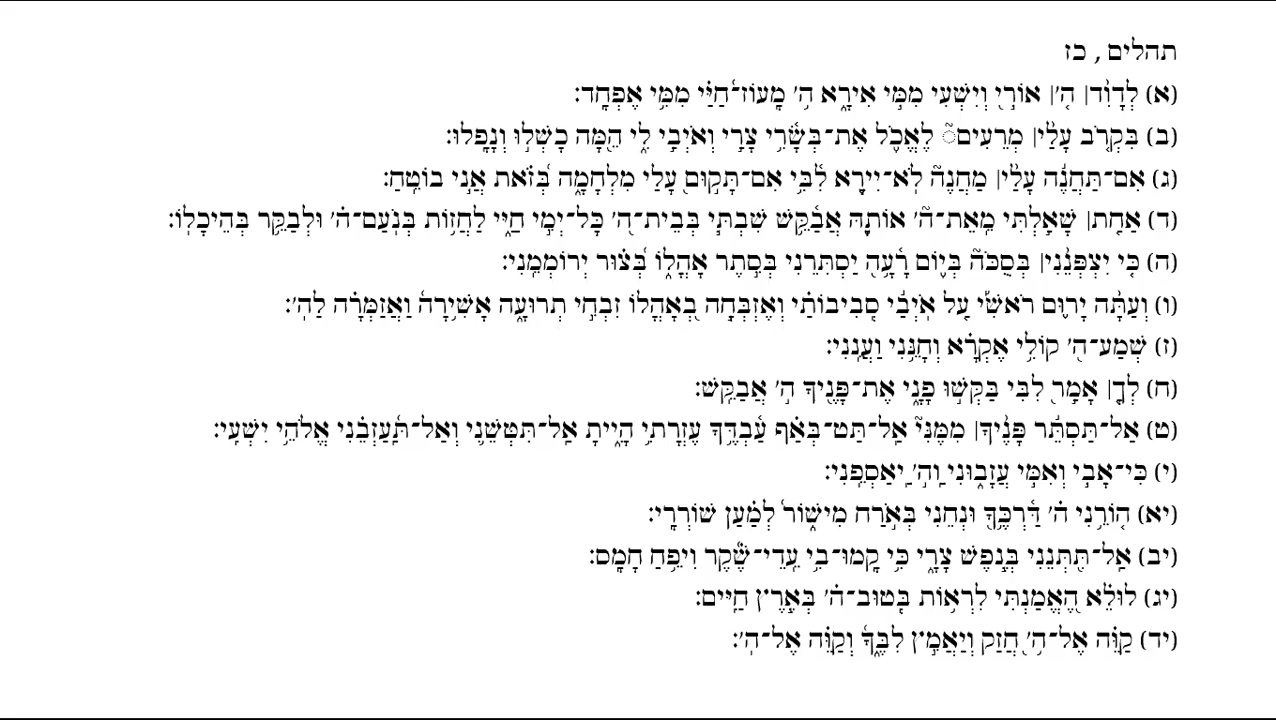 תהלים , כז
(א) לְדָוִ֨ד׀ הְ֭׀ אוֹרִ֣י וְ֭יִשְׁעִי מִמִּ֣י אִירָ֑א ה֥' מָֽעוֹז־חַ֝יַּ֗י מִמִּ֥י אֶפְחָֽד׃
(ב) בִּקְרֹ֤ב עָלַ֨י׀ מְרֵעִים֮ לֶאֱכֹ֪ל אֶת־בְּשָׂ֫רִ֥י צָרַ֣י וְאֹיְבַ֣י לִ֑י הֵ֖מָּה כָשְׁל֣וּ וְנָפָֽלוּ׃
(ג) אִם־תַּחֲנֶ֬ה עָלַ֨י׀ מַחֲנֶה֮ לֹֽא־יִירָ֪א לִ֫בִּ֥י אִם־תָּק֣וּם עָ֭לַי מִלְחָמָ֑ה בְּ֝זֹ֗את אֲנִ֣י בוֹטֵֽחַ׃
(ד) אַחַ֤ת׀ שָׁאַ֣לְתִּי מֵֽאֵת־ה֮' אוֹתָ֪הּ אֲבַ֫קֵּ֥שׁ שִׁבְתִּ֣י בְּבֵית־ה֭' כׇּל־יְמֵ֣י חַיַּ֑י לַחֲז֥וֹת בְּנֹֽעַם־ה֝֗' וּלְבַקֵּ֥ר בְּהֵיכָלֽוֹ׃
(ה) כִּ֤י יִצְפְּנֵ֨נִי׀ בְּסֻכֹּה֮ בְּי֪וֹם רָ֫עָ֥ה יַ֭סְתִּרֵנִי בְּסֵ֣תֶר אׇהֳל֑וֹ בְּ֝צ֗וּר יְרוֹמְמֵֽנִי׃
(ו) וְעַתָּ֨ה יָר֪וּם רֹאשִׁ֡י עַ֤ל אֹֽיְבַ֬י סְֽבִיבוֹתַ֗י וְאֶזְבְּחָ֣ה בְ֭אׇהֳלוֹ זִבְחֵ֣י תְרוּעָ֑ה אָשִׁ֥ירָה וַ֝אֲזַמְּרָ֗ה לַֽה'׃
(ז) שְׁמַע־ה֖' קוֹלִ֥י אֶקְרָ֗א וְחׇנֵּ֥נִי וַעֲנֵֽנִי׃
(ח) לְךָ֤׀ אָמַ֣ר לִ֭בִּי בַּקְּשׁ֣וּ פָנָ֑י אֶת־פָּנֶ֖יךָ ה֣' אֲבַקֵּֽשׁ׃
(ט) אַל־תַּסְתֵּ֬ר פָּנֶ֨יךָ׀ מִמֶּנִּי֮ אַֽל־תַּט־בְּאַ֗ף עַ֫בְדֶּ֥ךָ עֶזְרָתִ֥י הָיִ֑יתָ אַֽל־תִּטְּשֵׁ֥נִי וְאַל־תַּ֝עַזְבֵ֗נִי אֱלֹהֵ֥י יִשְׁעִֽי׃
(י) כִּי־אָבִ֣י וְאִמִּ֣י עֲזָב֑וּנִי וַֽה֣' יַאַסְפֵֽנִי׃
(יא) ה֤וֹרֵ֥נִי ה֗' דַּ֫רְכֶּ֥ךָ וּ֭נְחֵנִי בְּאֹ֣רַח מִישׁ֑וֹר לְ֝מַ֗עַן שׁוֹרְרָֽי׃
(יב) אַֽל־תִּ֭תְּנֵנִי בְּנֶ֣פֶשׁ צָרָ֑י כִּ֥י קָמוּ־בִ֥י עֵֽדֵי־שֶׁ֝֗קֶר וִיפֵ֥חַ חָמָֽס׃
(יג) לוּלֵ֗א הֶ֭אֱמַנְתִּי לִרְא֥וֹת בְּֽטוּב־ה֗' בְּאֶ֣רֶץ חַיִּֽים׃
(יד) קַוֵּ֗ה אֶל־ה֥' חֲ֭זַק וְיַאֲמֵ֣ץ לִבֶּ֑ךָ וְ֝קַוֵּ֗ה אֶל־הֽ'׃